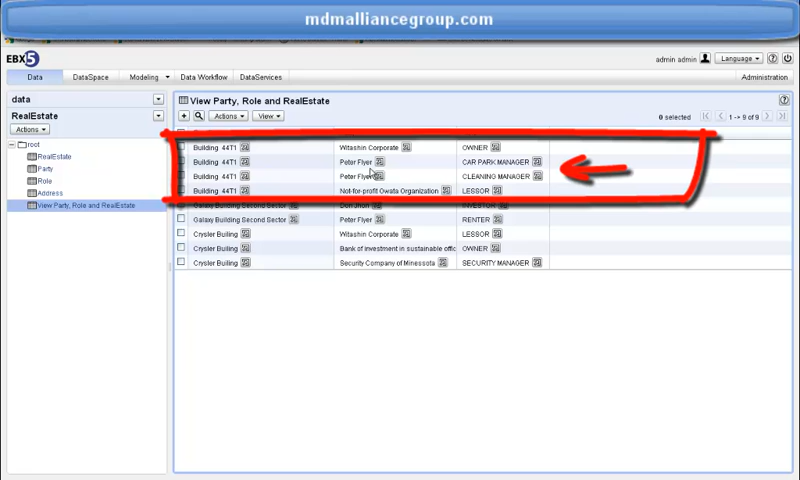 mdmalliancegroup.com
EBX5
admin admin Language
Data DataSpace Modeling Data Workflow DataServices Administration
data
RealEstate
Actions
root
RealEstate
Party
Role
Address
View Party, Role and RealEstate
View Party, Role and RealEstate
Actions View 0 selected 1 -> 9 of 9
Building 44T1 Witashin Corporate OWNER
Building 44T1 Peter Flyer CAR PARK MANAGER
Building 44T1 Peter Flyer CLEANING MANAGER
Building 44T1 Not-for-profit Owata Organization LESSOR
Galaxy Building Second Sector Don Jhon INVESTOR
Galaxy Building Second Sector Peter Flyer RENTER
Crysler Builing Witashin Corporate LESSOR
Crysler Builing Bank of investment in sustainable offic OWNER
Crysler Builing Security Company of Minessota SECURITY MANAGER